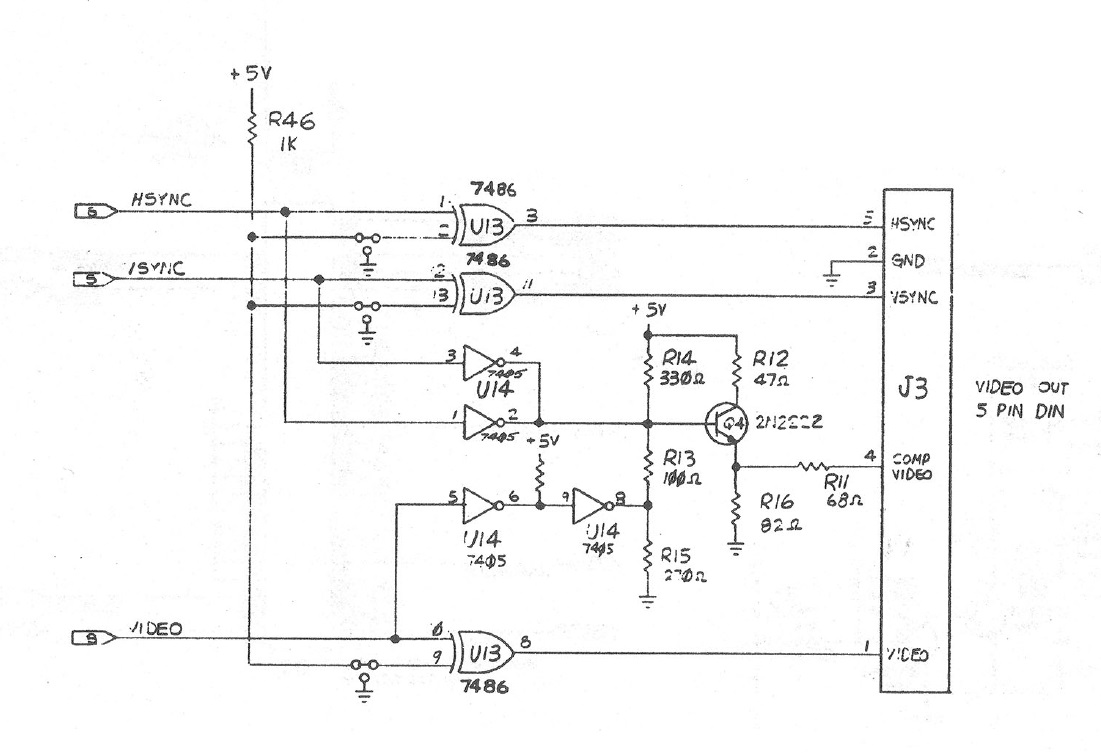 +5V
R46
1K
7486
6 HSYNC
1
2
U13
3
5
HSYNC
2
GND
7486
5 VSYNC
2
13
U13
11
3
VSYNC
+5V
3
4
7405
U14
R14
330Ω
R12
47Ω
J3
VIDEO OUT
5 PIN DIN
1
2
7405
+5V
Q4
2N2222
R13
100Ω
4
COMP
VIDEO
R11
68Ω
5
6
9
8
U14
7405
U14
7405
R16
82Ω
R15
270Ω
VIDEO
9
U13
8
7486
1
VIDEO